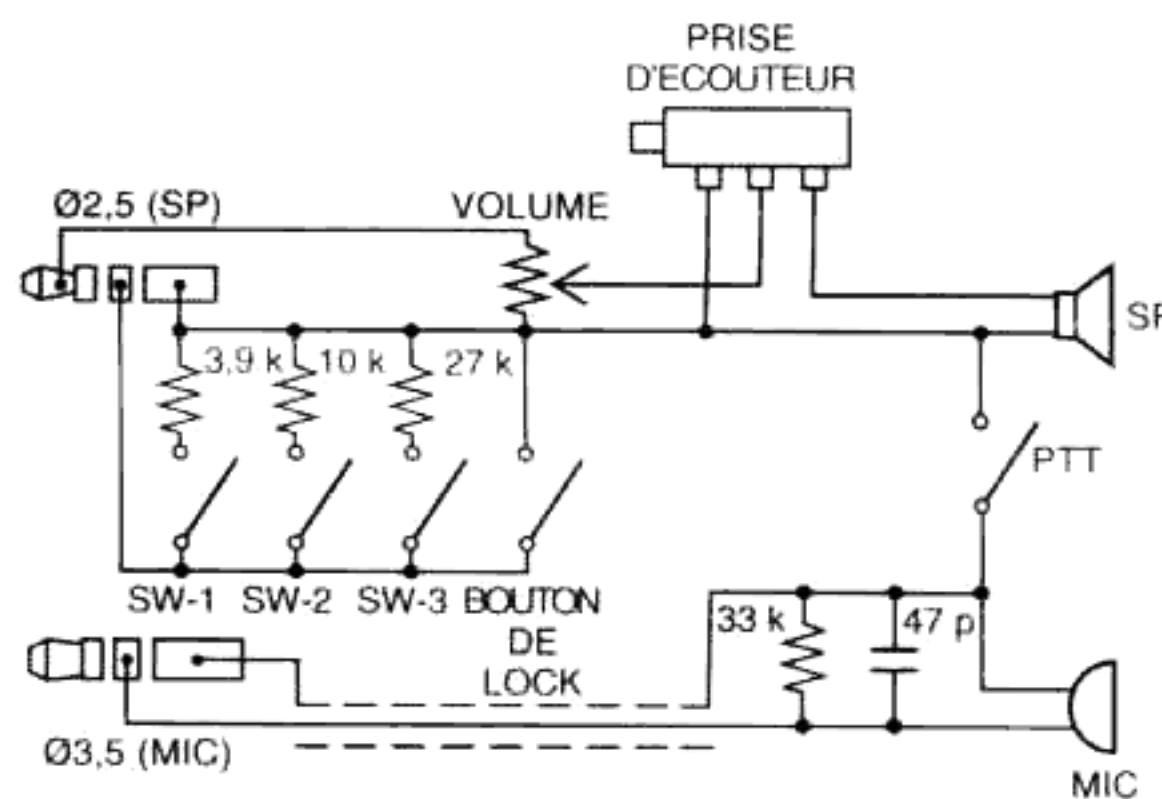 PRISE
D'ECOUTEUR
Ø2,5 (SP)
VOLUME
SP
3,9 k
10 k
27 k
PTT
SW-1
SW-2
SW-3
BOUTON
DE
LOCK
33 k
47 p
Ø3,5 (MIC)
MIC